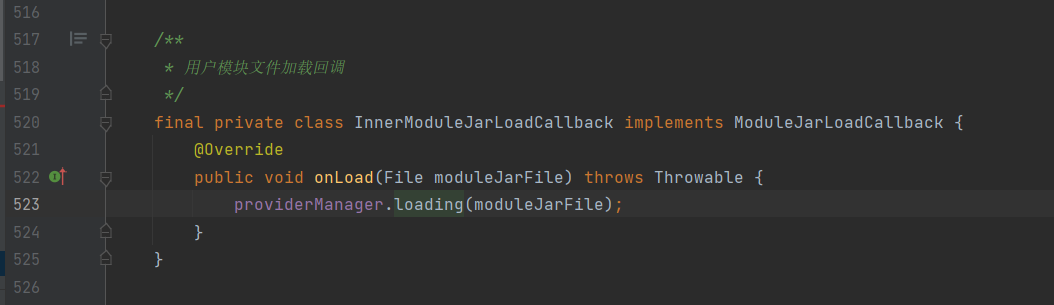 516
517 /**
518 * 用户模块文件加载回调
519 */
520 final private class InnerModuleJarLoadCallback implements ModuleJarLoadCallback {
521 @Override
522 public void onLoad(File moduleJarFile) throws Throwable {
523 providerManager.loading(moduleJarFile);
524 }
525 }
526